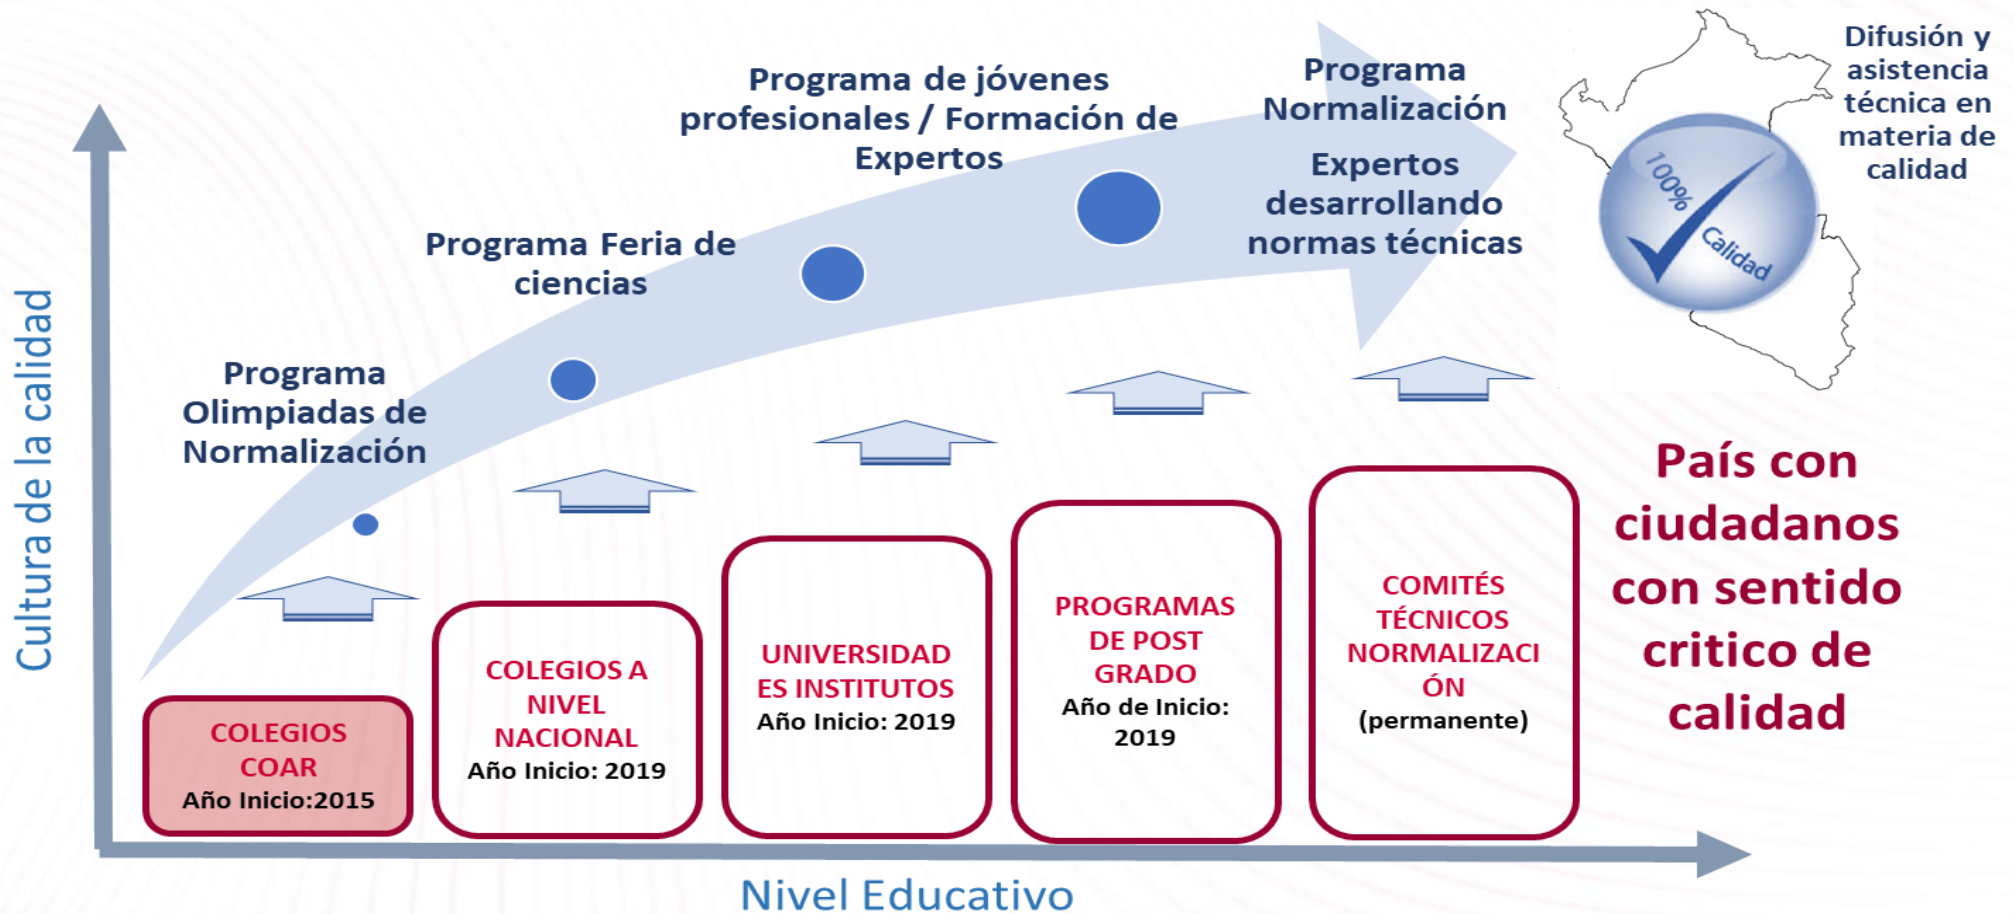 Cultura de la calidad
Programa
Olimpiadas de
Normalización
Programa Feria de
ciencias
Programa de jóvenes
profesionales / Formación de
Expertos
Programa
Normalización
Expertos
desarrollando
normas técnicas
Difusión y
asistencia
técnica en
materia de
calidad
100%
Calidad
COLEGIOS
COAR
Año Inicio:2015
COLEGIOS A
NIVEL
NACIONAL
Año Inicio: 2019
UNIVERSIDAD
ES INSTITUTOS
Año Inicio: 2019
PROGRAMAS
DE POST
GRADO
Año de Inicio:
2019
COMITÉS
TÉCNICOS
NORMALIZACI
ÓN
(permanente)
País con
ciudadanos
con sentido
critico de
calidad
Nivel Educativo